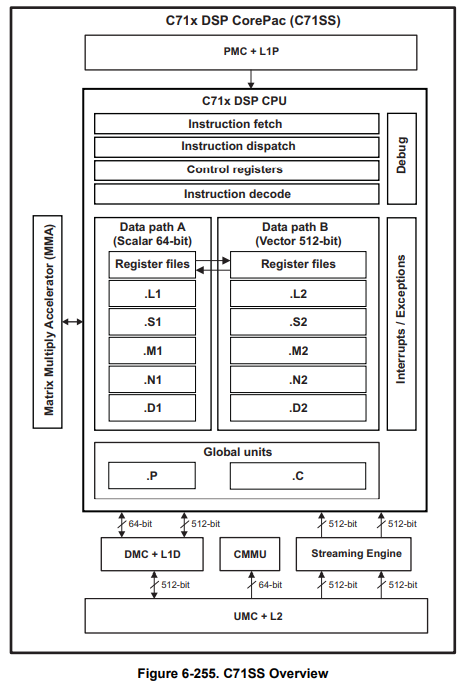 C71x DSP CorePac (C71SS)
PMC + L1P
C71x DSP CPU
Instruction fetch
Instruction dispatch
Control registers
Instruction decode
Debug
Matrix Multiply Accelerator (MMA)
Data path A
(Scalar 64-bit)
Data path B
(Vector 512-bit)
Register files
Register files
.L1
.L2
.S1
.S2
.M1
.M2
.N1
.N2
.D1
.D2
Interrupts / Exceptions
Global units
.P
.C
64-bit
512-bit
512-bit
512-bit
DMC + L1D
CMMU
Streaming Engine
512-bit
64-bit
512-bit
512-bit
UMC + L2
Figure 6-255. C71SS Overview